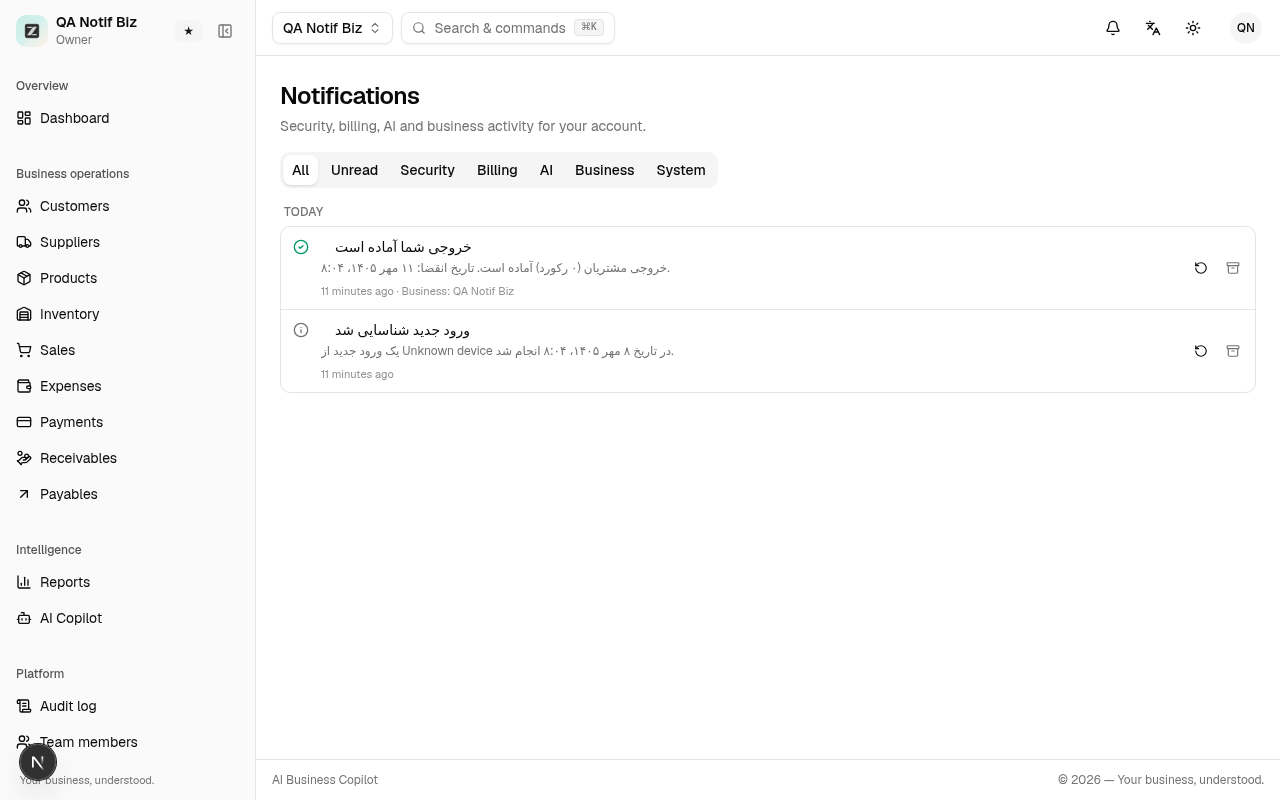 QA Notif Biz
Owner
★
QA Notif Biz
Search & commands
⌘K
QN
Overview
Dashboard
Business operations
Customers
Suppliers
Products
Inventory
Sales
Expenses
Payments
Receivables
Payables
Intelligence
Reports
AI Copilot
Platform
Audit log
Team members
Your business, understood.
Notifications
Security, billing, AI and business activity for your account.
All
Unread
Security
Billing
AI
Business
System
TODAY
خروجی شما آماده است
خروجی مشتریان (۰ رکورد) آماده است. تاریخ انقضا: ۱۱ مهر ۱۴۰۵، ۸:۰۴.
11 minutes ago · Business: QA Notif Biz
ورود جدید شناسایی شد
یک ورود جدید از Unknown device در تاریخ ۸ مهر ۱۴۰۵، ۸:۰۴ انجام شد.
11 minutes ago
AI Business Copilot
© 2026 — Your business, understood.